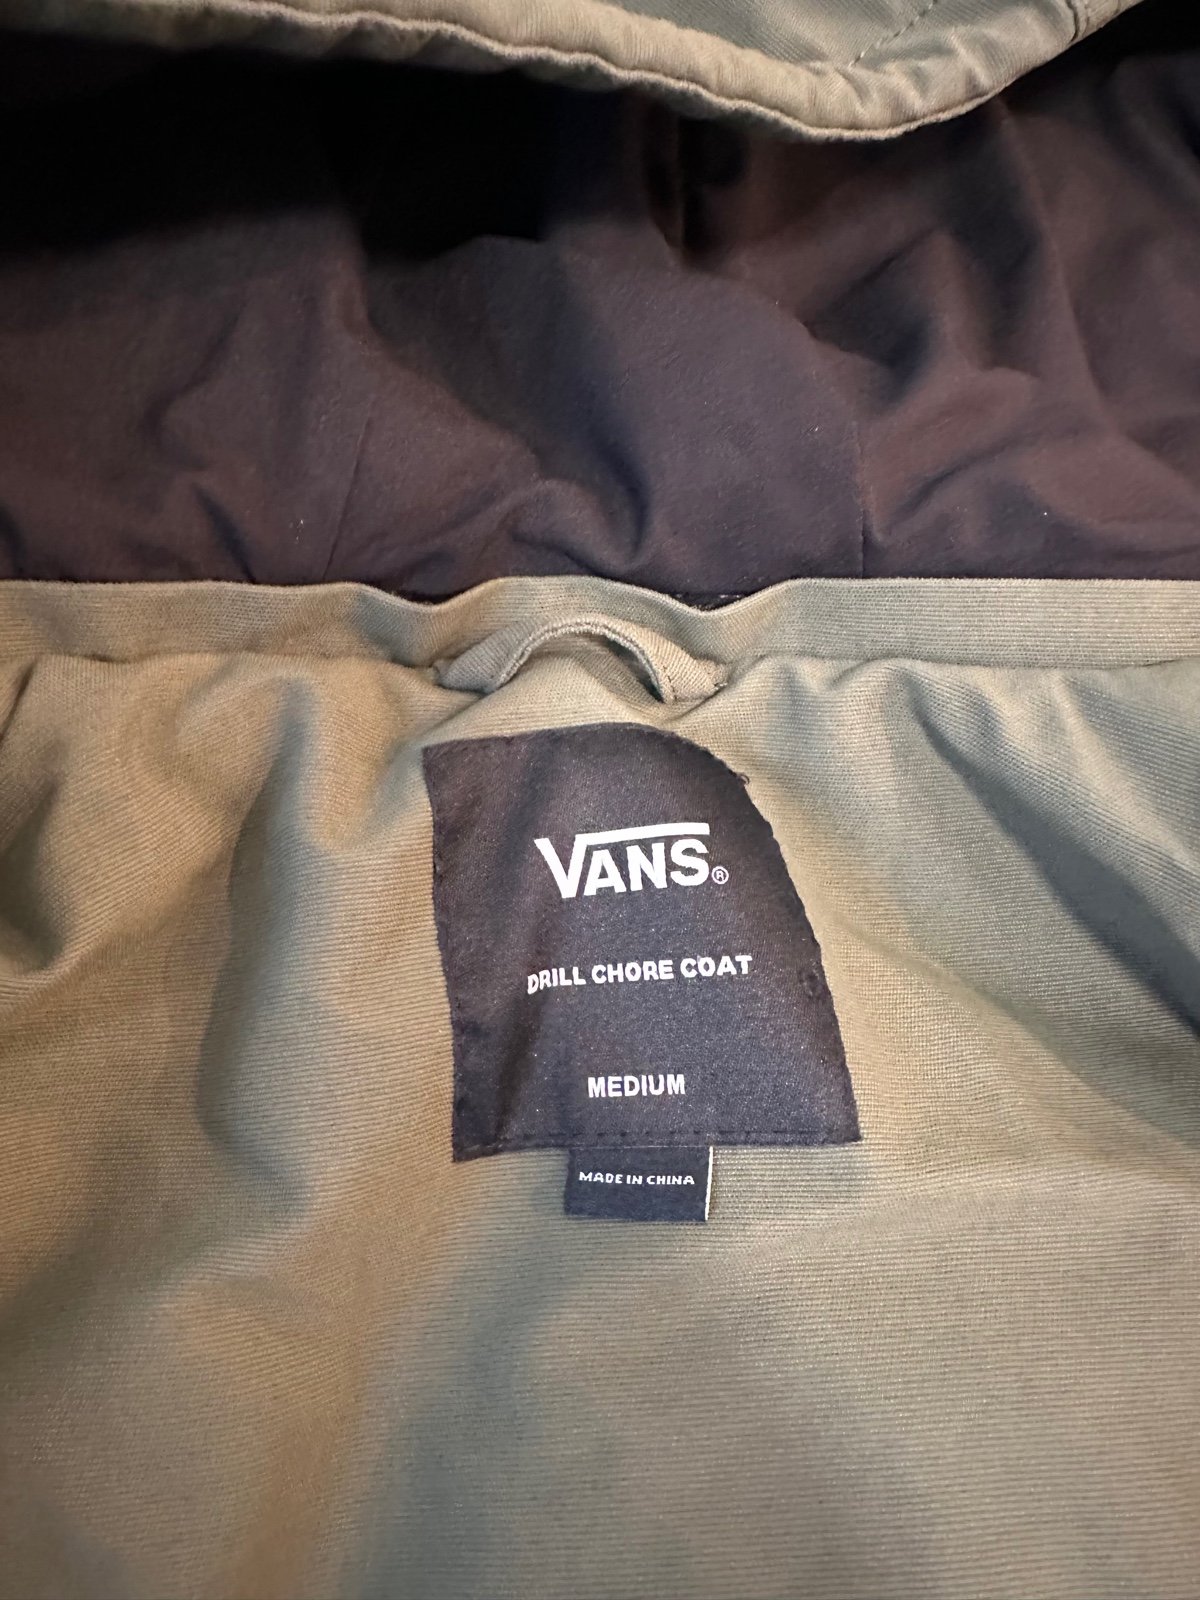 VANS®
DRILL CHORE COAT
MEDIUM
MADE IN CHINA